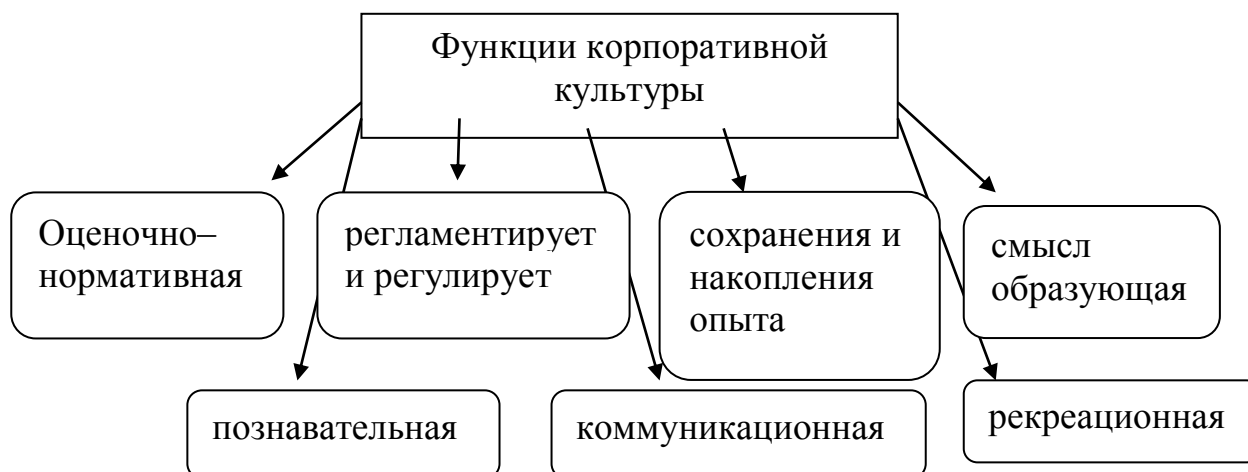 Функции корпоративной
культуры
Оценочно–
нормативная
регламентирует
и регулирует
сохранения и
накопления
опыта
смысл
образующая
познавательная
коммуникационная
рекреационная